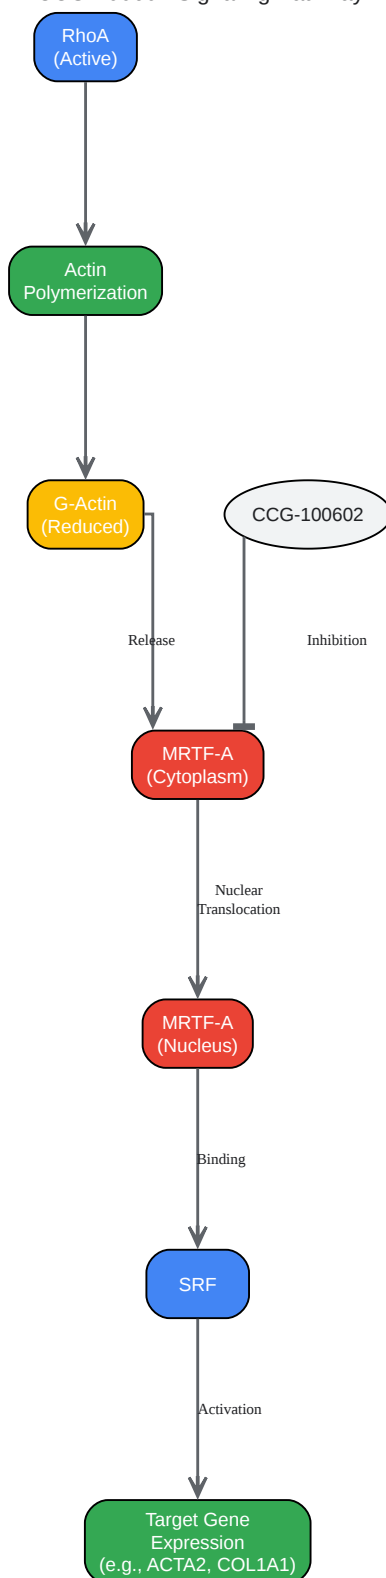 RhoA
(Active)
Actin
Polymerization
G-Actin
(Reduced)
CCG-100602
Release
Inhibition
MRTF-A
(Cytoplasm)
Nuclear
Translocation
MRTF-A
(Nucleus)
Binding
SRF
Activation
Target Gene
Expression
(e.g., ACTA2, COL1A1)